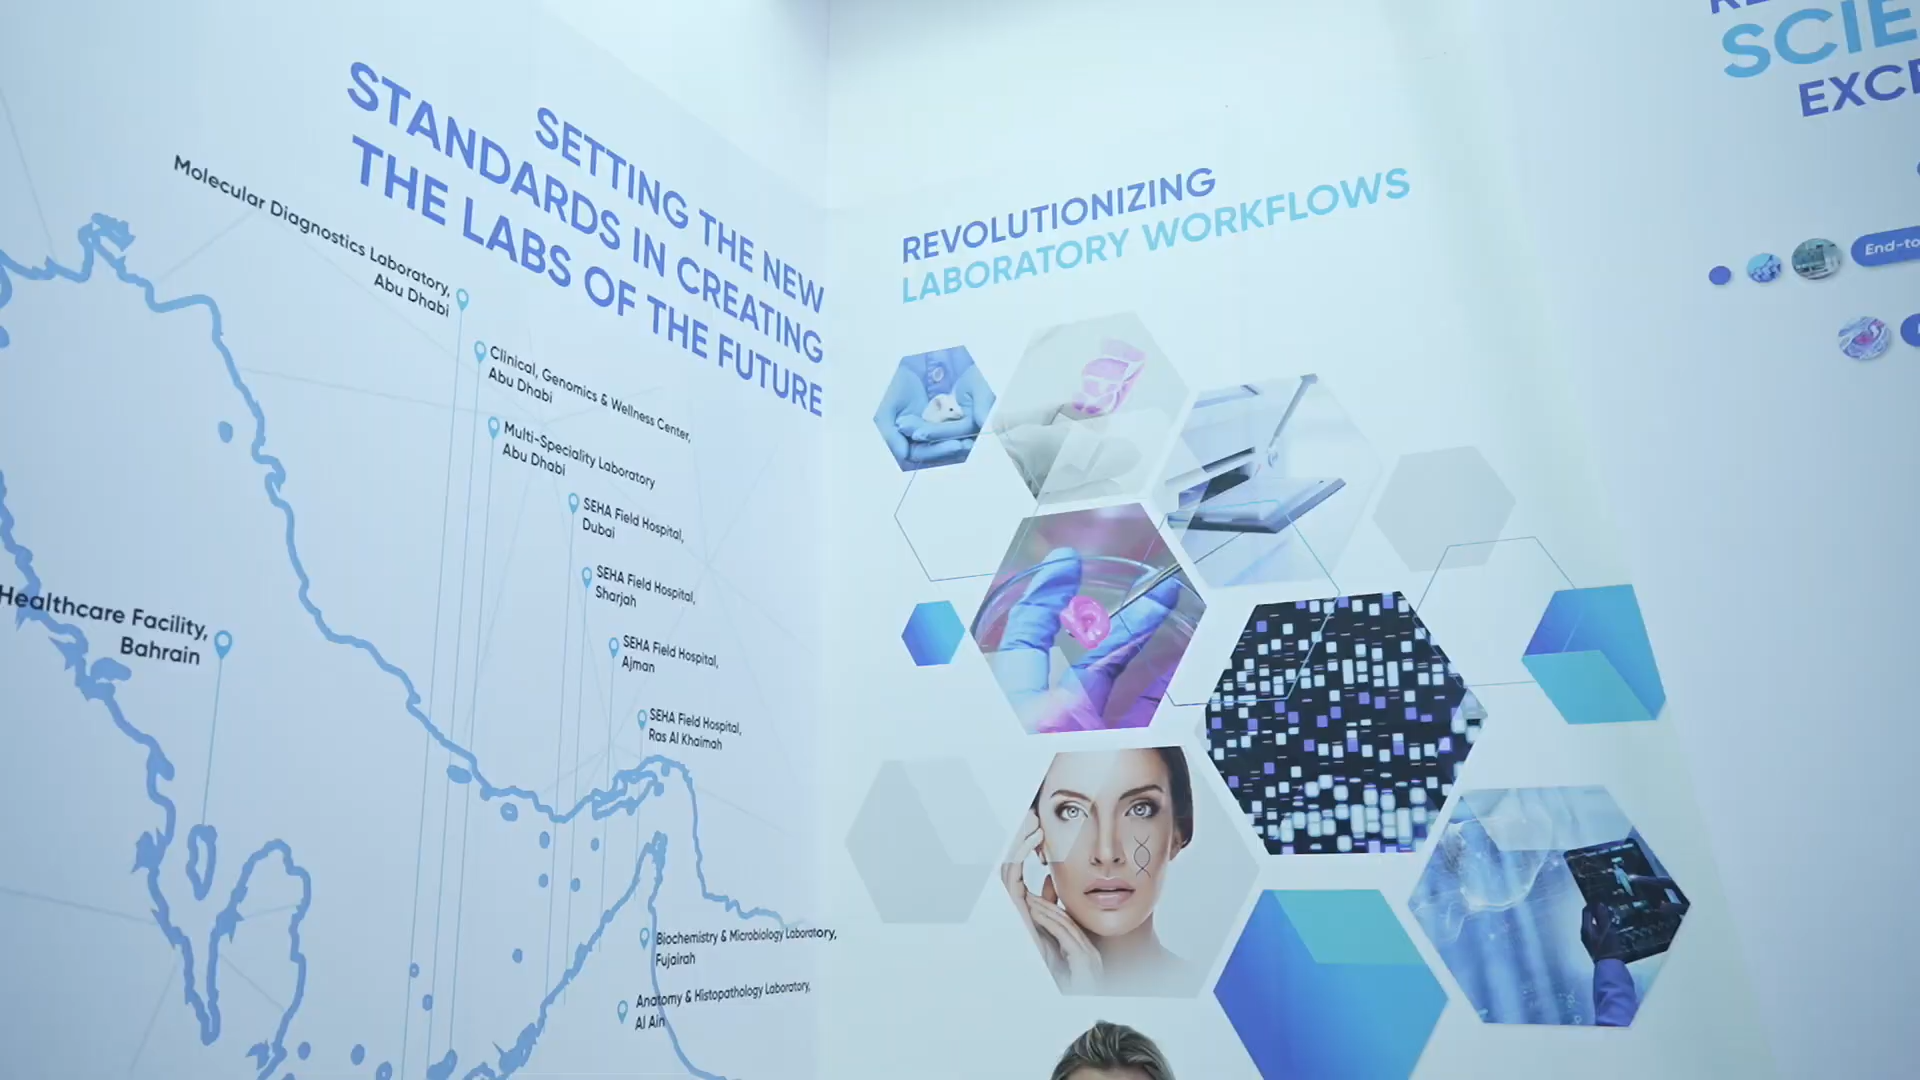 SETTING THE NEW
STANDARDS IN CREATING
THE LABS OF THE FUTURE
Molecular Diagnostics Laboratory,
Abu Dhabi
Clinical, Genomics & Wellness Center,
Abu Dhabi
Multi-Speciality Laboratory
Abu Dhabi
SEHA Field Hospital,
Dubai
SEHA Field Hospital,
Sharjah
SEHA Field Hospital,
Ajman
SEHA Field Hospital,
Ras Al Khaimah
Healthcare Facility,
Bahrain
Biochemistry & Microbiology Laboratory,
Fujairah
Anatomy & Histopathology Laboratory,
Al Ain
REVOLUTIONIZING
LABORATORY WORKFLOWS
SCIE
EXCE
End-to